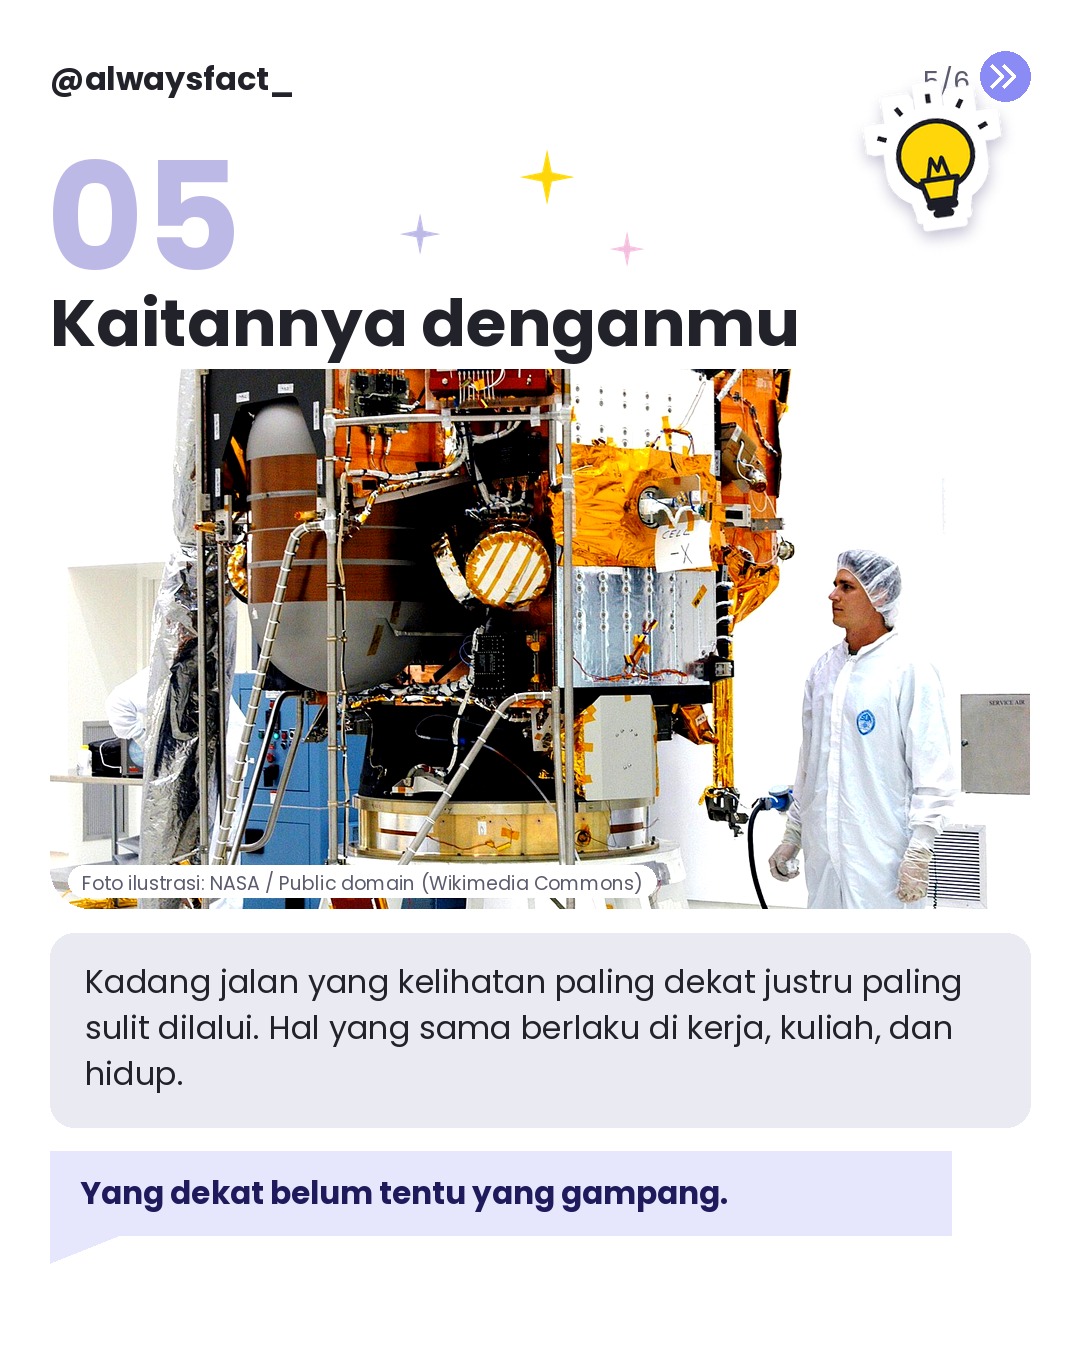 @alwaysfact_
5/6
05
Kaitannya denganmu
CELL
-X
SERVICE AIR
Foto ilustrasi: NASA / Public domain (Wikimedia Commons)
Kadang jalan yang kelihatan paling dekat justru paling
sulit dilalui. Hal yang sama berlaku di kerja, kuliah, dan
hidup.
Yang dekat belum tentu yang gampang.